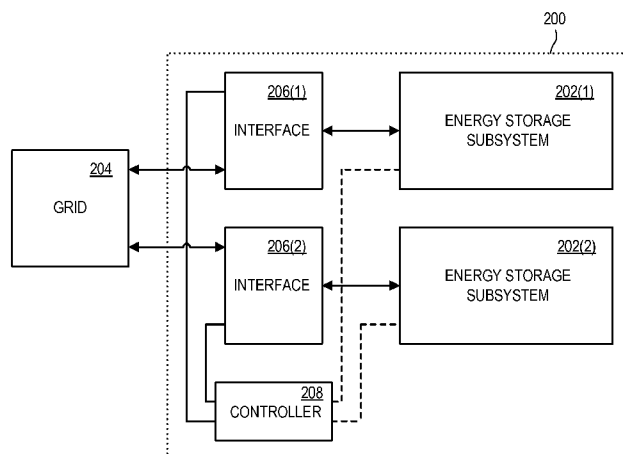 200
206(1)
INTERFACE
202(1)
ENERGY STORAGE
SUBSYSTEM
204
GRID
206(2)
INTERFACE
202(2)
ENERGY STORAGE
SUBSYSTEM
208
CONTROLLER